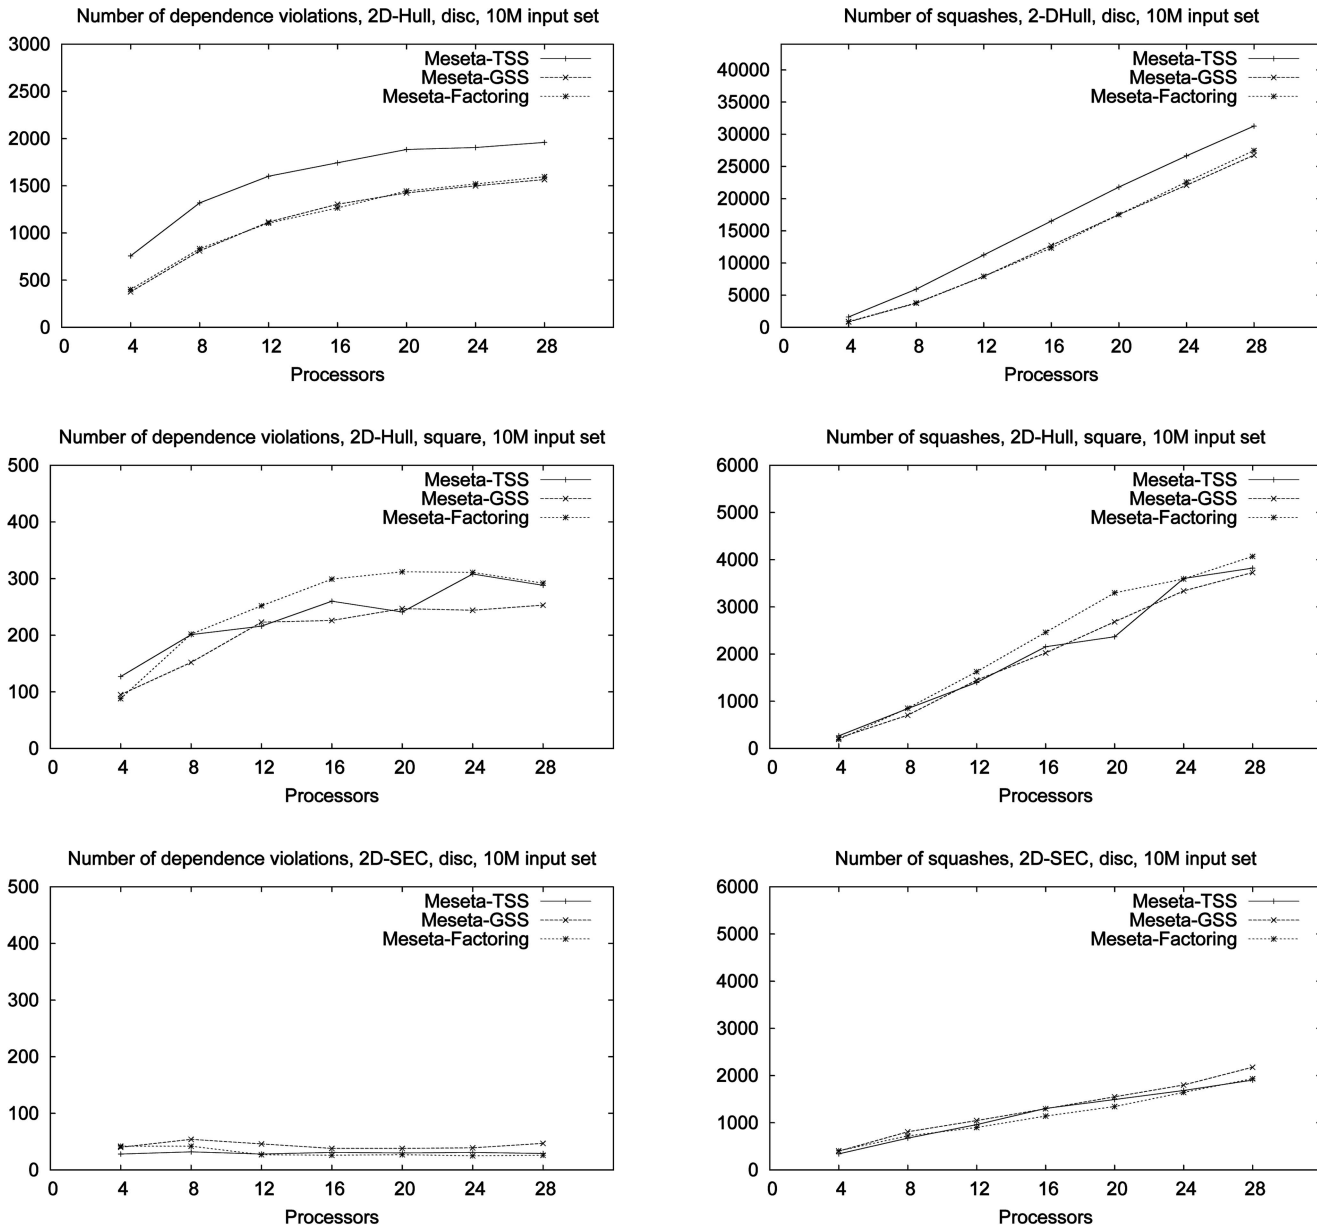 Number of dependence violations, 2D-Hull, disc, 10M input set
3000
2500
2000
1500
1000
500
0
0 4 8 12 16 20 24 28
Processors
Meseta-TSS
Meseta-GSS
Meseta-Factoring
Number of squashes, 2-DHull, disc, 10M input set
40000
35000
30000
25000
20000
15000
10000
5000
0
0 4 8 12 16 20 24 28
Processors
Meseta-TSS
Meseta-GSS
Meseta-Factoring
Number of dependence violations, 2D-Hull, square, 10M input set
500
400
300
200
100
0
0 4 8 12 16 20 24 28
Processors
Meseta-TSS
Meseta-GSS
Meseta-Factoring
Number of squashes, 2D-Hull, square, 10M input set
6000
5000
4000
3000
2000
1000
0
0 4 8 12 16 20 24 28
Processors
Meseta-TSS
Meseta-GSS
Meseta-Factoring
Number of dependence violations, 2D-SEC, disc, 10M input set
500
400
300
200
100
0
0 4 8 12 16 20 24 28
Processors
Meseta-TSS
Meseta-GSS
Meseta-Factoring
Number of squashes, 2D-SEC, disc, 10M input set
6000
5000
4000
3000
2000
1000
0
0 4 8 12 16 20 24 28
Processors
Meseta-TSS
Meseta-GSS
Meseta-Factoring